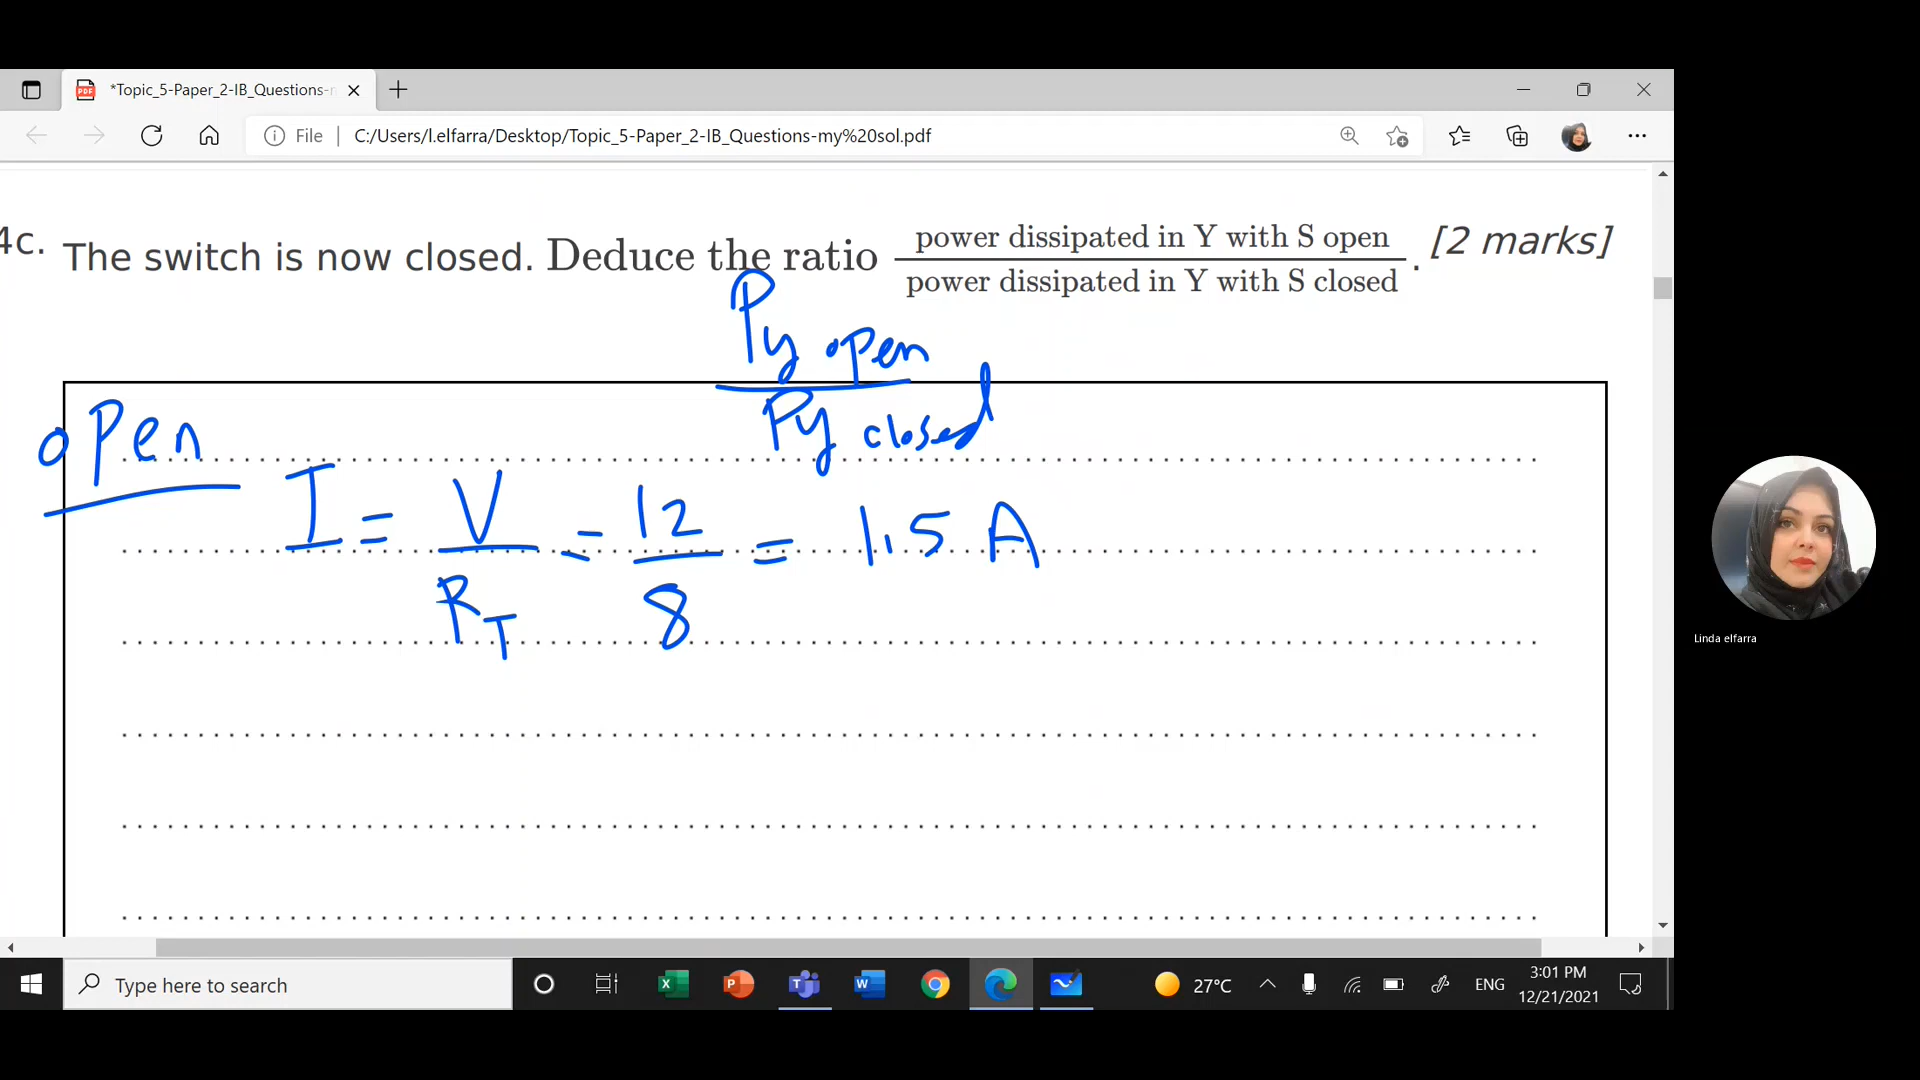 *Topic_5-Paper_2-IB_Questions-m
File C:/Users/l.elfarra/Desktop/Topic_5-Paper_2-IB_Questions-my%20sol.pdf
4c. The switch is now closed. Deduce the ratio power dissipated in Y with S open / power dissipated in Y with S closed . [2 marks]
Py open
Py closed
open
I = V / RT = 12 / 8 = 1.5 A
Linda elfarra
Type here to search
27°C
ENG
3:01 PM
12/21/2021